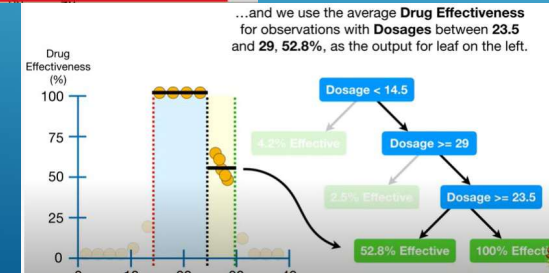 ...and we use the average Drug Effectiveness
for observations with Dosages between 23.5
and 29, 52.8%, as the output for leaf on the left.
Drug
Effectiveness
(%)
100
75
50
25
0
Dosage < 14.5
4.2% Effective
Dosage >= 29
2.5% Effective
Dosage >= 23.5
52.8% Effective
100% Effecti